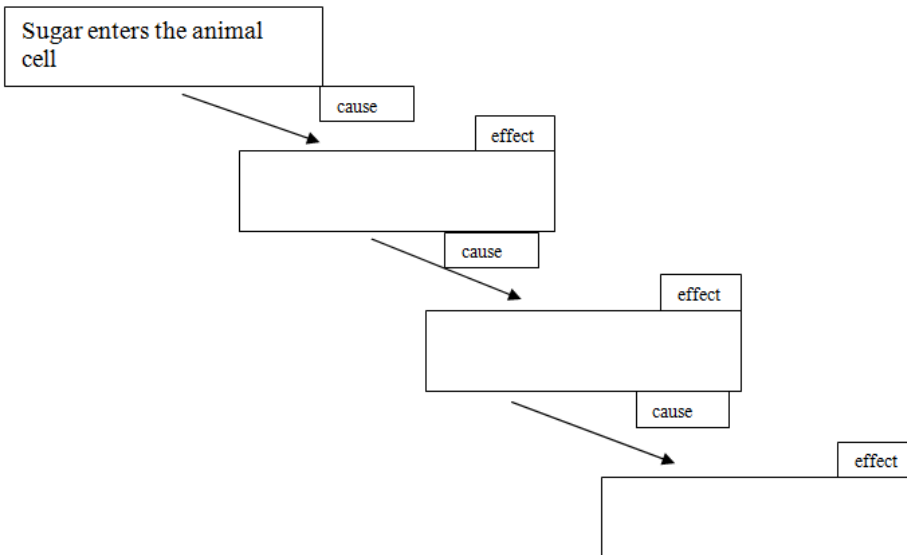 Sugar enters the animal
cell
cause
effect
cause
effect
cause
effect